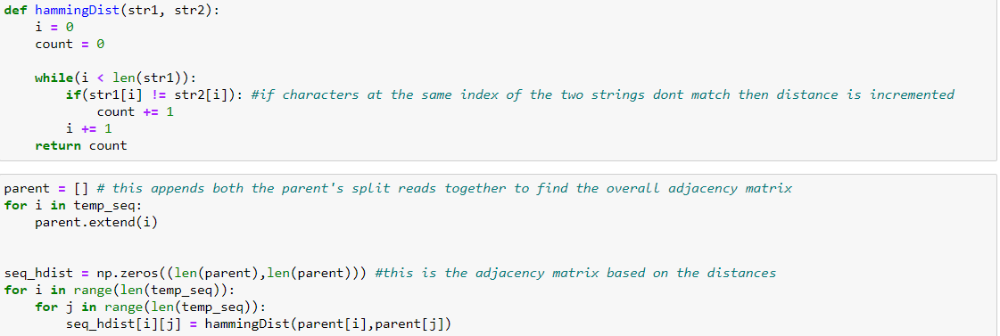 def hammingDist(str1, str2):
    i = 0
    count = 0
    while(i < len(str1)):
        if(str1[i] != str2[i]): #if characters at the same index of the two strings dont match then distance is incremented
            count += 1
        i += 1
    return count
parent = [] # this appends both the parent's split reads together to find the overall adjacency matrix
for i in temp_seq:
    parent.extend(i)
seq_hdist = np.zeros((len(parent),len(parent))) #this is the adjacency matrix based on the distances
for i in range(len(temp_seq)):
    for j in range(len(temp_seq)):
        seq_hdist[i][j] = hammingDist(parent[i],parent[j])